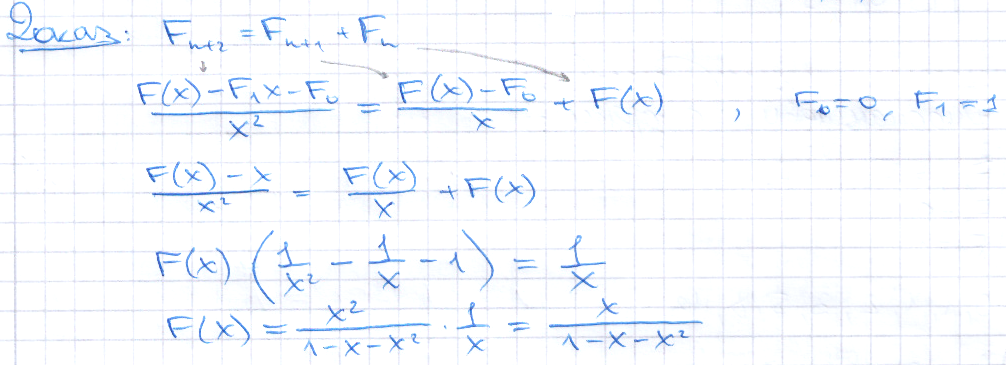 Доказ: F_{n+2} = F_{n+1} + F_n
\frac{F(x) - F_1 x - F_0}{x^2} = \frac{F(x) - F_0}{x} + F(x) , F_0 = 0, F_1 = 1
\frac{F(x) - x}{x^2} = \frac{F(x)}{x} + F(x)
F(x) \left( \frac{1}{x^2} - \frac{1}{x} - 1 \right) = \frac{1}{x}
F(x) = \frac{x^2}{1 - x - x^2} \cdot \frac{1}{x} = \frac{x}{1 - x - x^2}